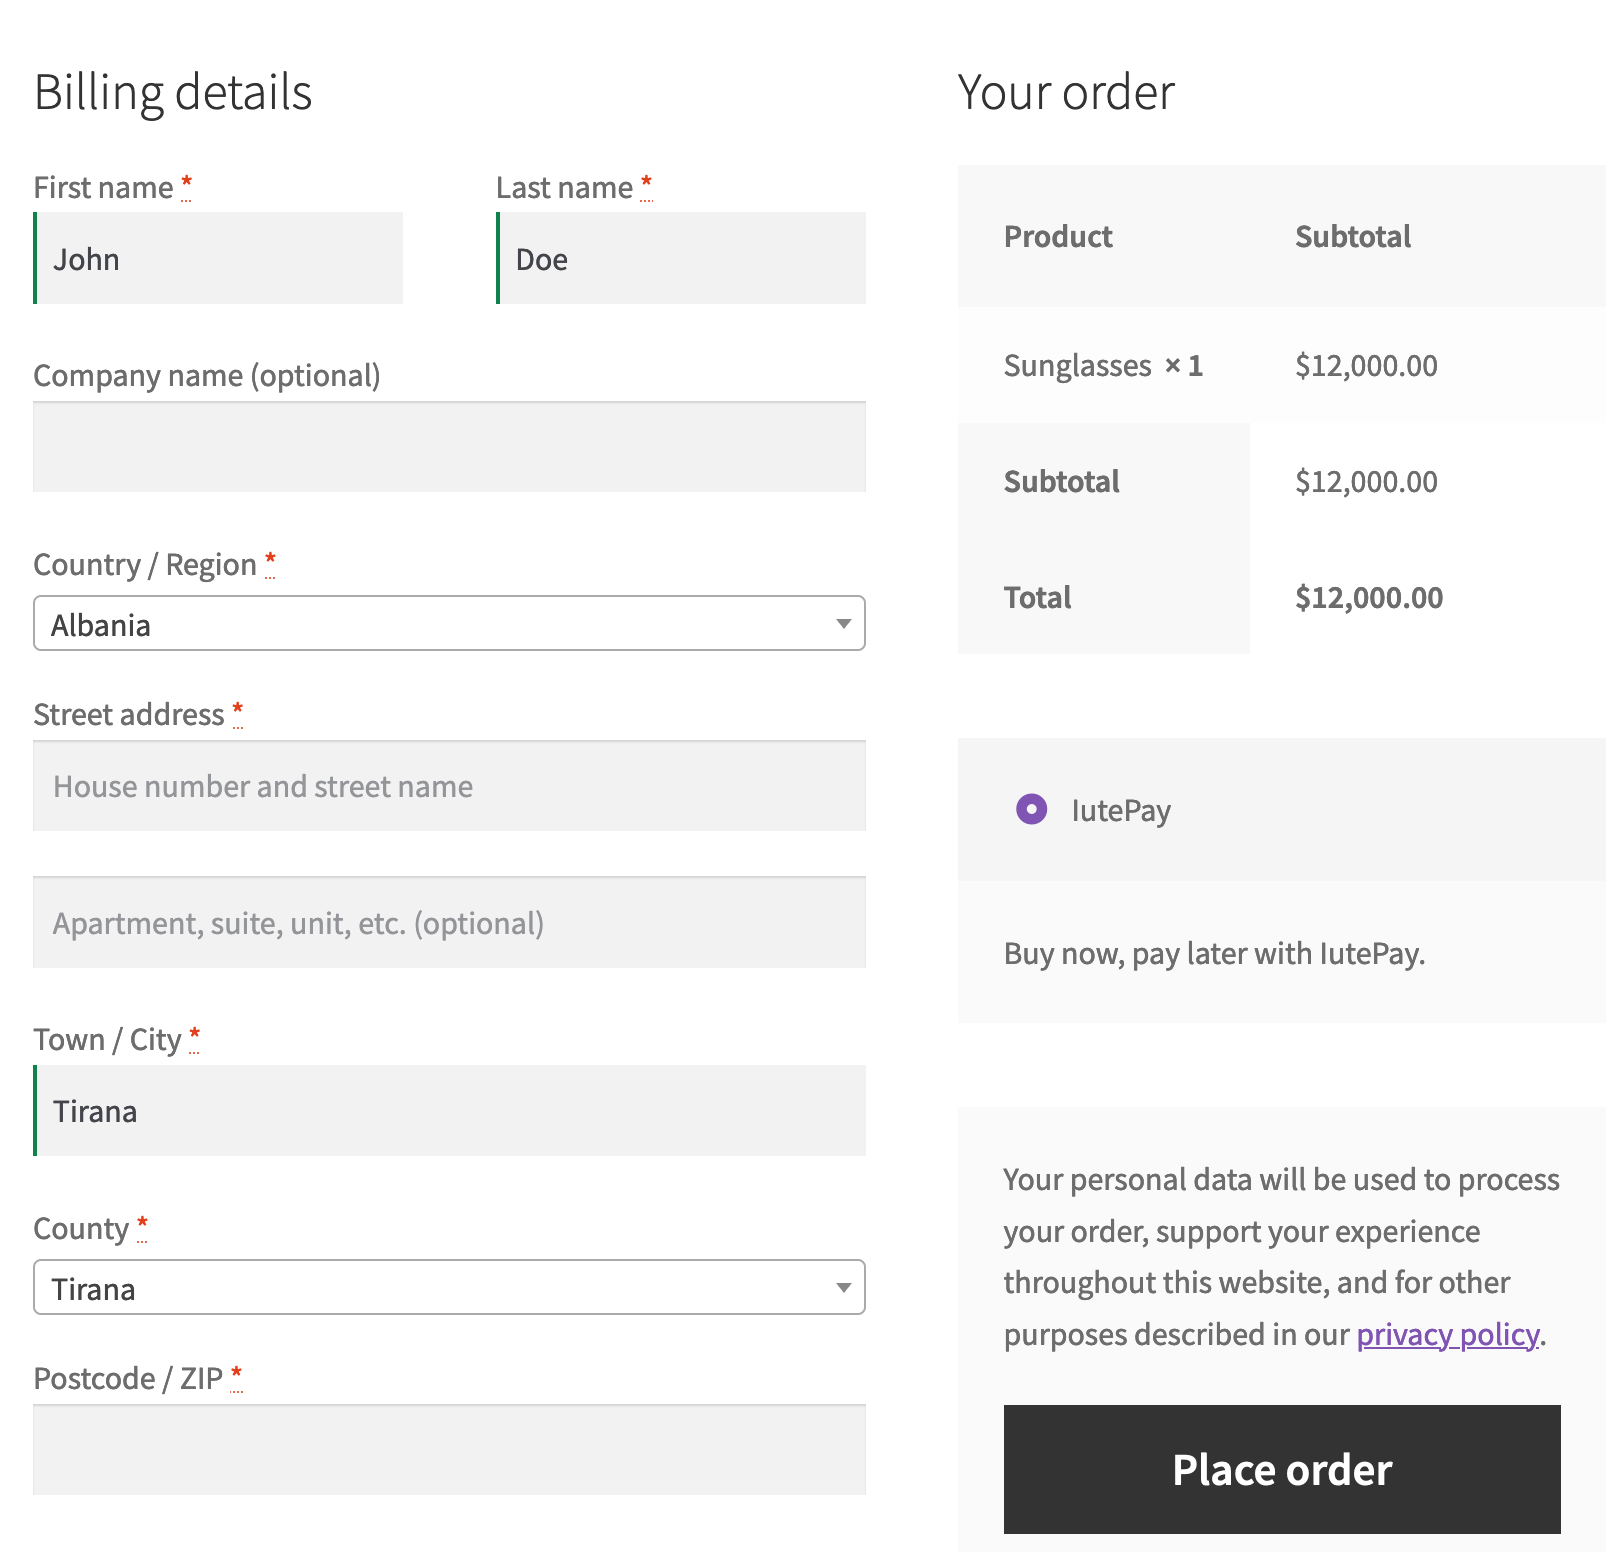 Billing details
First name *
Last name *
John
Doe
Company name (optional)
Country / Region *
Albania
Street address *
House number and street name
Apartment, suite, unit, etc. (optional)
Town / City *
Tirana
County *
Tirana
Postcode / ZIP *
Your order
Product Subtotal
Sunglasses × 1 $12,000.00
Subtotal $12,000.00
Total $12,000.00
IutePay
Buy now, pay later with IutePay.
Your personal data will be used to process
your order, support your experience
throughout this website, and for other
purposes described in our privacy policy.
Place order